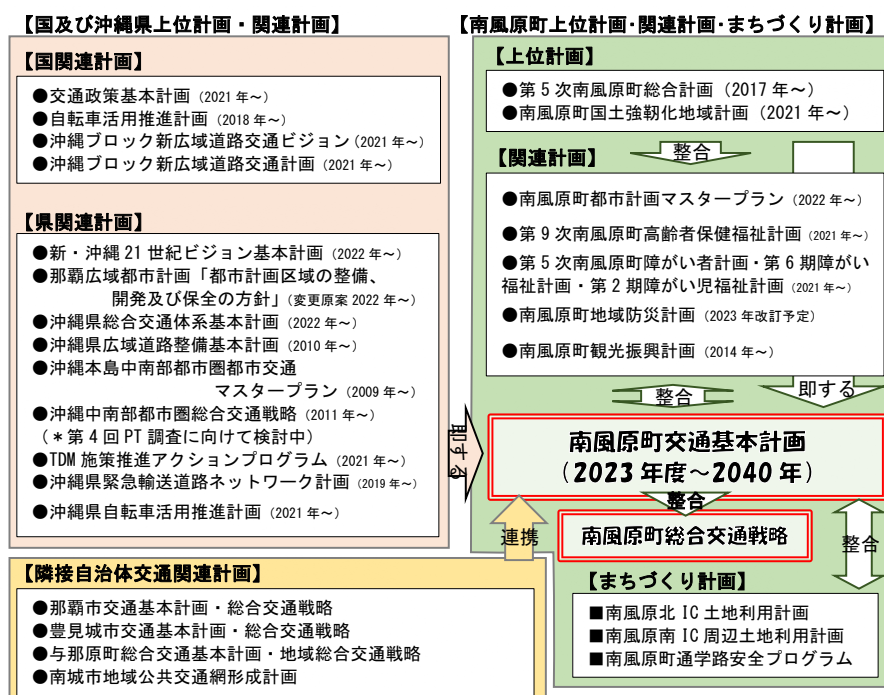 【国及び沖縄県上位計画・関連計画】
【国関連計画】
●交通政策基本計画（2021年～）
●自転車活用推進計画（2018年～）
●沖縄ブロック新広域道路交通ビジョン（2021年～）
●沖縄ブロック新広域道路交通計画（2021年～）
【県関連計画】
●新・沖縄21世紀ビジョン基本計画（2022年～）
●那覇広域都市計画「都市計画区域の整備、
開発及び保全の方針」（変更原案2022年～）
●沖縄県総合交通体系基本計画（2022年～）
●沖縄県広域道路整備基本計画（2010年～）
●沖縄本島中南部都市圏都市交通
マスタープラン（2009年～）
●沖縄中南部都市圏総合交通戦略（2011年～）
（＊第4回PT調査に向けて検討中）
●TDM施策推進アクションプログラム（2021年～）
●沖縄県緊急輸送道路ネットワーク計画（2019年～）
●沖縄県自転車活用推進計画（2021年～）
即する
【南風原町上位計画・関連計画・まちづくり計画】
【上位計画】
●第5次南風原町総合計画（2017年～）
●南風原町国土強靭化地域計画（2021年～）
整合
【関連計画】
●南風原町都市計画マスタープラン（2022年～）
●第9次南風原町高齢者保健福祉計画（2021年～）
●第5次南風原町障がい者計画・第6期障がい
福祉計画・第2期障がい児福祉計画（2021年～）
●南風原町地域防災計画（2023年改訂予定）
●南風原町観光振興計画（2014年～）
整合
即する
南風原町交通基本計画
（2023年度～2040年）
整合
南風原町総合交通戦略
連携
整合
【まちづくり計画】
■南風原北IC土地利用計画
■南風原南IC周辺土地利用計画
■南風原町通学路安全プログラム
【隣接自治体交通関連計画】
●那覇市交通基本計画・総合交通戦略
●豊見城市交通基本計画・総合交通戦略
●与那原町総合交通基本計画・地域総合交通戦略
●南城市地域公共交通網形成計画